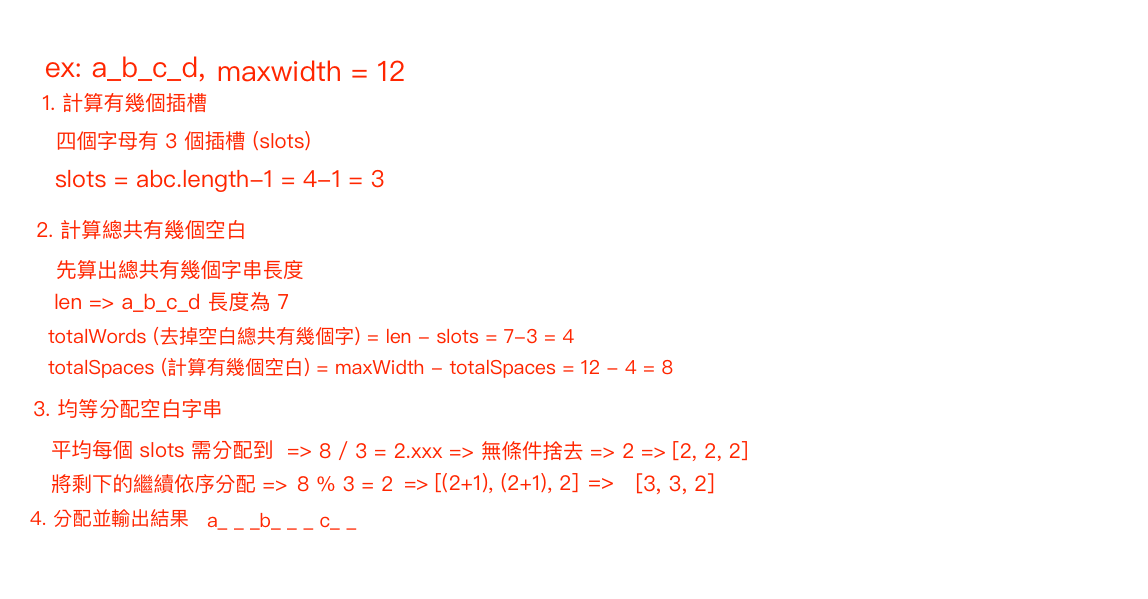 ex: a_b_c_d, maxwidth = 12
1. 計算有幾個插槽
四個字母有 3 個插槽 (slots)
slots = abc.length-1 = 4-1 = 3
2. 計算總共有幾個空白
先算出總共有幾個字串長度
len => a_b_c_d 長度為 7
totalWords (去掉空白總共有幾個字) = len - slots = 7-3 = 4
totalSpaces (計算有幾個空白) = maxWidth - totalSpaces = 12 - 4 = 8
3. 均等分配空白字串
平均每個 slots 需分配到 => 8 / 3 = 2.xxx => 無條件捨去 => 2 => [2, 2, 2]
將剩下的繼續依序分配 => 8 % 3 = 2 => [(2+1), (2+1), 2] => [3, 3, 2]
4. 分配並輸出結果 a_ _ _b_ _ _ c_ _